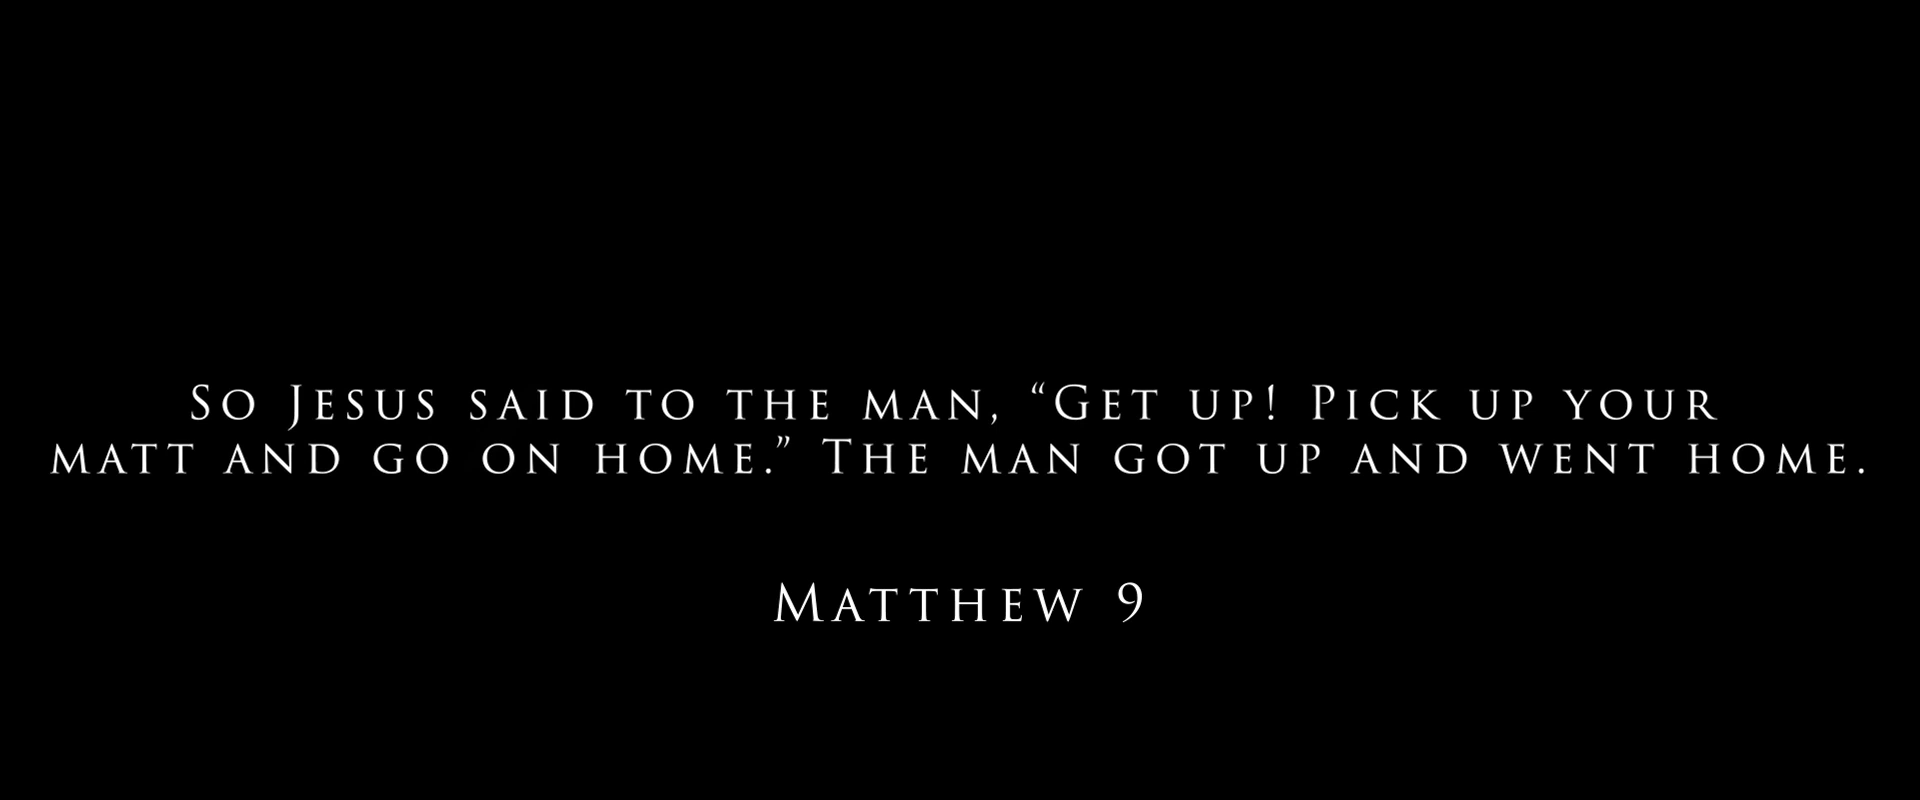 So Jesus said to the man, “Get up! Pick up your
matt and go on home.” The man got up and went home.
Matthew 9